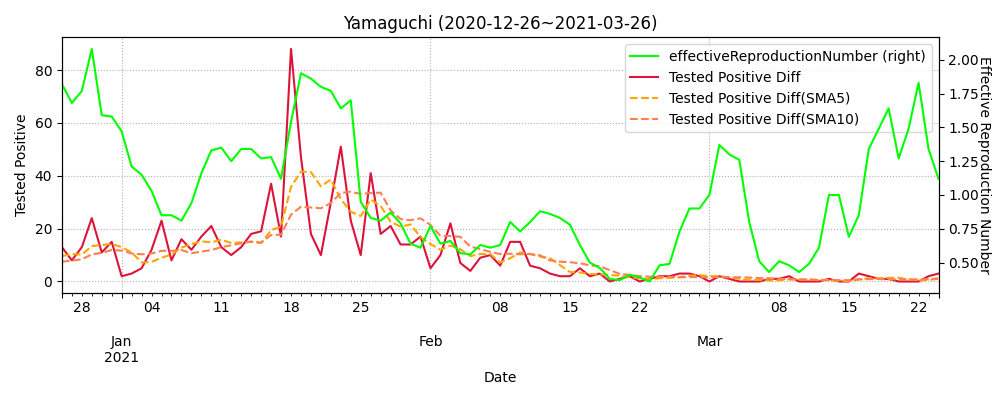 Yamaguchi (2020-12-26~2021-03-26)
effectiveReproductionNumber (right)
Tested Positive Diff
Tested Positive Diff(SMA5)
Tested Positive Diff(SMA10)
Tested Positive
80
60
40
20
0
2.00
1.75
1.50
1.25
1.00
0.75
0.50
Effective Reproduction Number
28 04 11 18 25 08 15 22 08 15 22
Jan Feb Mar
2021
Date